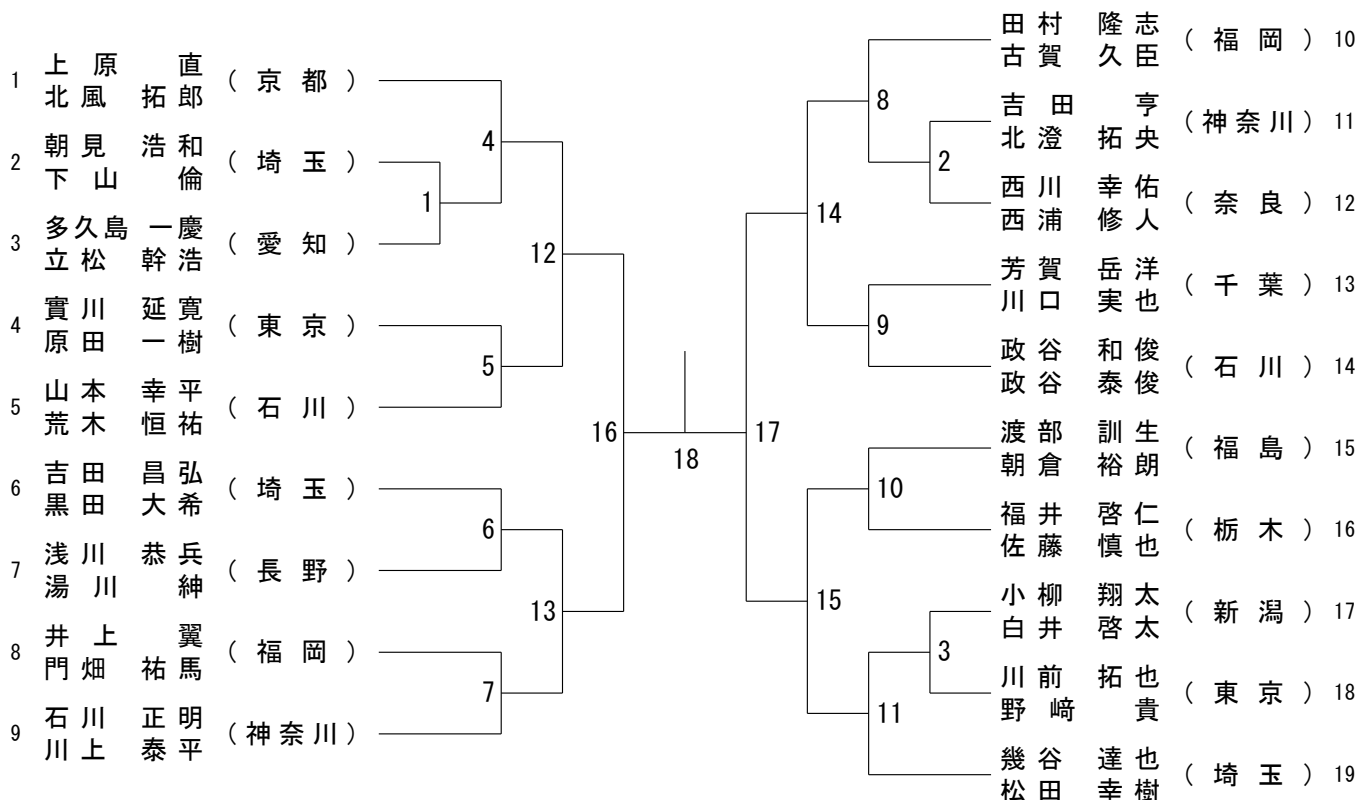 1 上原 直 北風 拓郎 (京都)
2 朝見 浩和 下山 倫 (埼玉)
3 多久島 一慶 立松 幹浩 (愛知)
4 實川 延寛 原田 一樹 (東京)
5 山本 幸平 荒木 恒祐 (石川)
6 吉田 昌弘 黒田 大希 (埼玉)
7 浅川 恭兵 湯川 紳 (長野)
8 井上 翼 門畑 祐馬 (福岡)
9 石川 正明 川上 泰平 (神奈川)
1
4
5
6
7
12
13
16
18
17
14
15
8
2
9
10
3
11
田村 隆志 古賀 久臣 (福岡) 10
吉田 亨 北澄 拓央 (神奈川) 11
西川 幸佑 西浦 修人 (奈良) 12
芳賀 岳洋 川口 実也 (千葉) 13
政谷 和俊 政谷 泰俊 (石川) 14
渡部 訓生 朝倉 裕朗 (福島) 15
福井 啓仁 佐藤 慎也 (栃木) 16
小柳 翔太 白井 啓太 (新潟) 17
川前 拓也 野﨑 貴 (東京) 18
幾谷 達也 松田 幸樹 (埼玉) 19